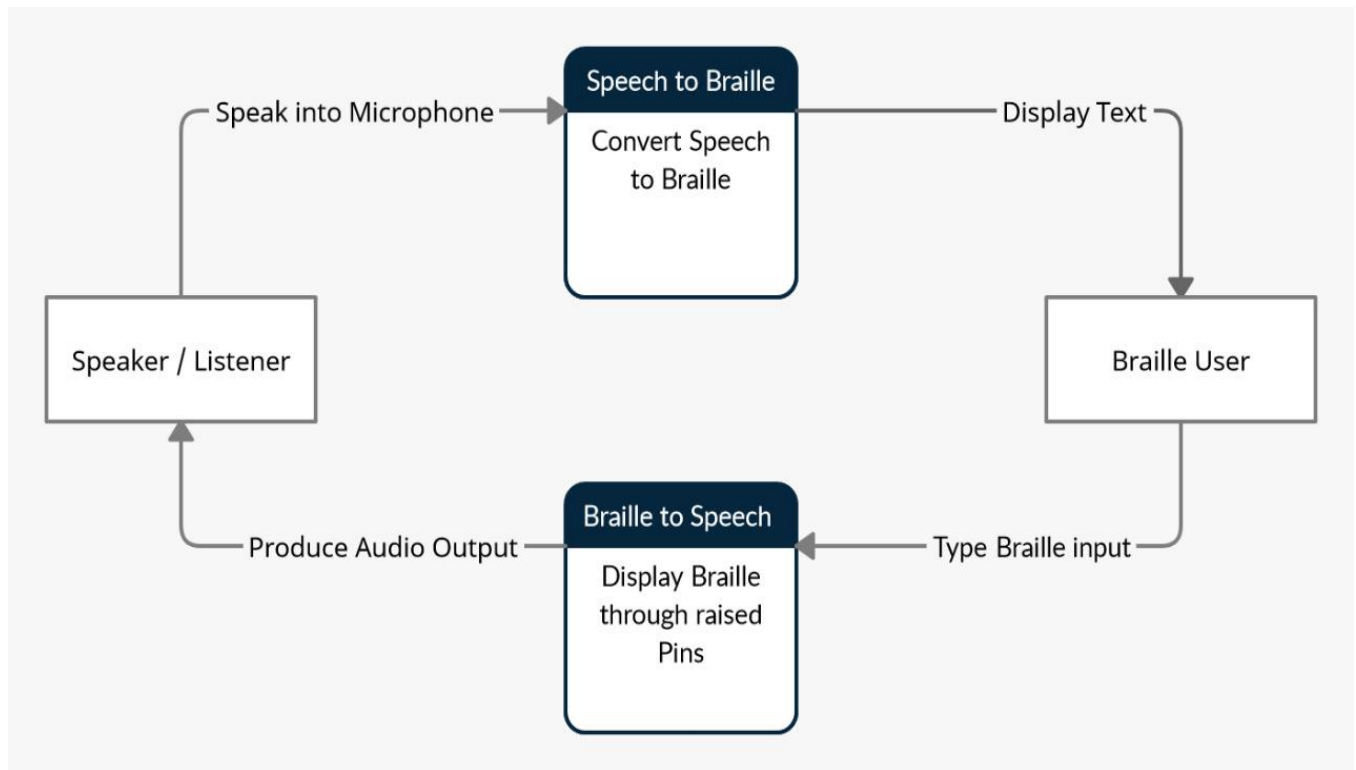 Speech to Braille
Speak into Microphone
Display Text
Convert Speech
to Braille
Speaker / Listener
Braille User
Braille to Speech
Produce Audio Output
Type Braille input
Display Braille
through raised
Pins